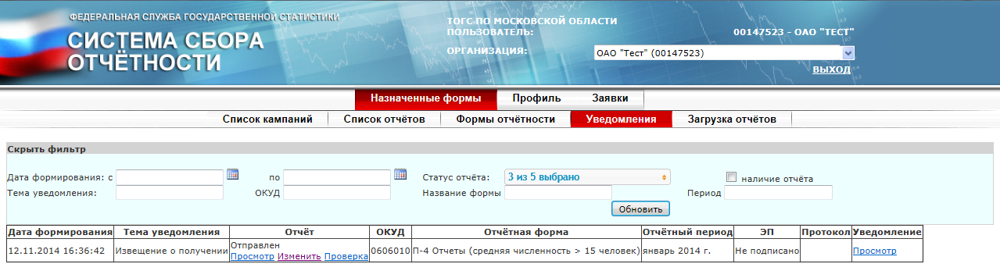 ФЕДЕРАЛЬНАЯ СЛУЖБА ГОСУДАРСТВЕННОЙ СТАТИСТИКИ
СИСТЕМА СБОРА
ОТЧЁТНОСТИ
ТОГС ПО МОСКОВСКОЙ ОБЛАСТИ
ПОЛЬЗОВАТЕЛЬ: 00147523 - ОАО "ТЕСТ"
ОРГАНИЗАЦИЯ: ОАО "Тест" (00147523)
ВЫХОД
Назначенные формы Профиль Заявки
Список кампаний Список отчётов Формы отчётности Уведомления Загрузка отчётов
Скрыть фильтр
Дата формирования: с по Статус отчёта: 3 из 5 выбрано наличие отчёта
Тема уведомления: ОКУД Название формы Период
Обновить
Дата формирования Тема уведомления Отчёт ОКУД Отчётная форма Отчётный период ЭП Протокол Уведомление
12.11.2014 16:36:42 Извещение о получении Отправлен 0606010 П-4 Отчеты (средняя численность > 15 человек) январь 2014 г. Не подписано Просмотр
Просмотр Изменить Проверка